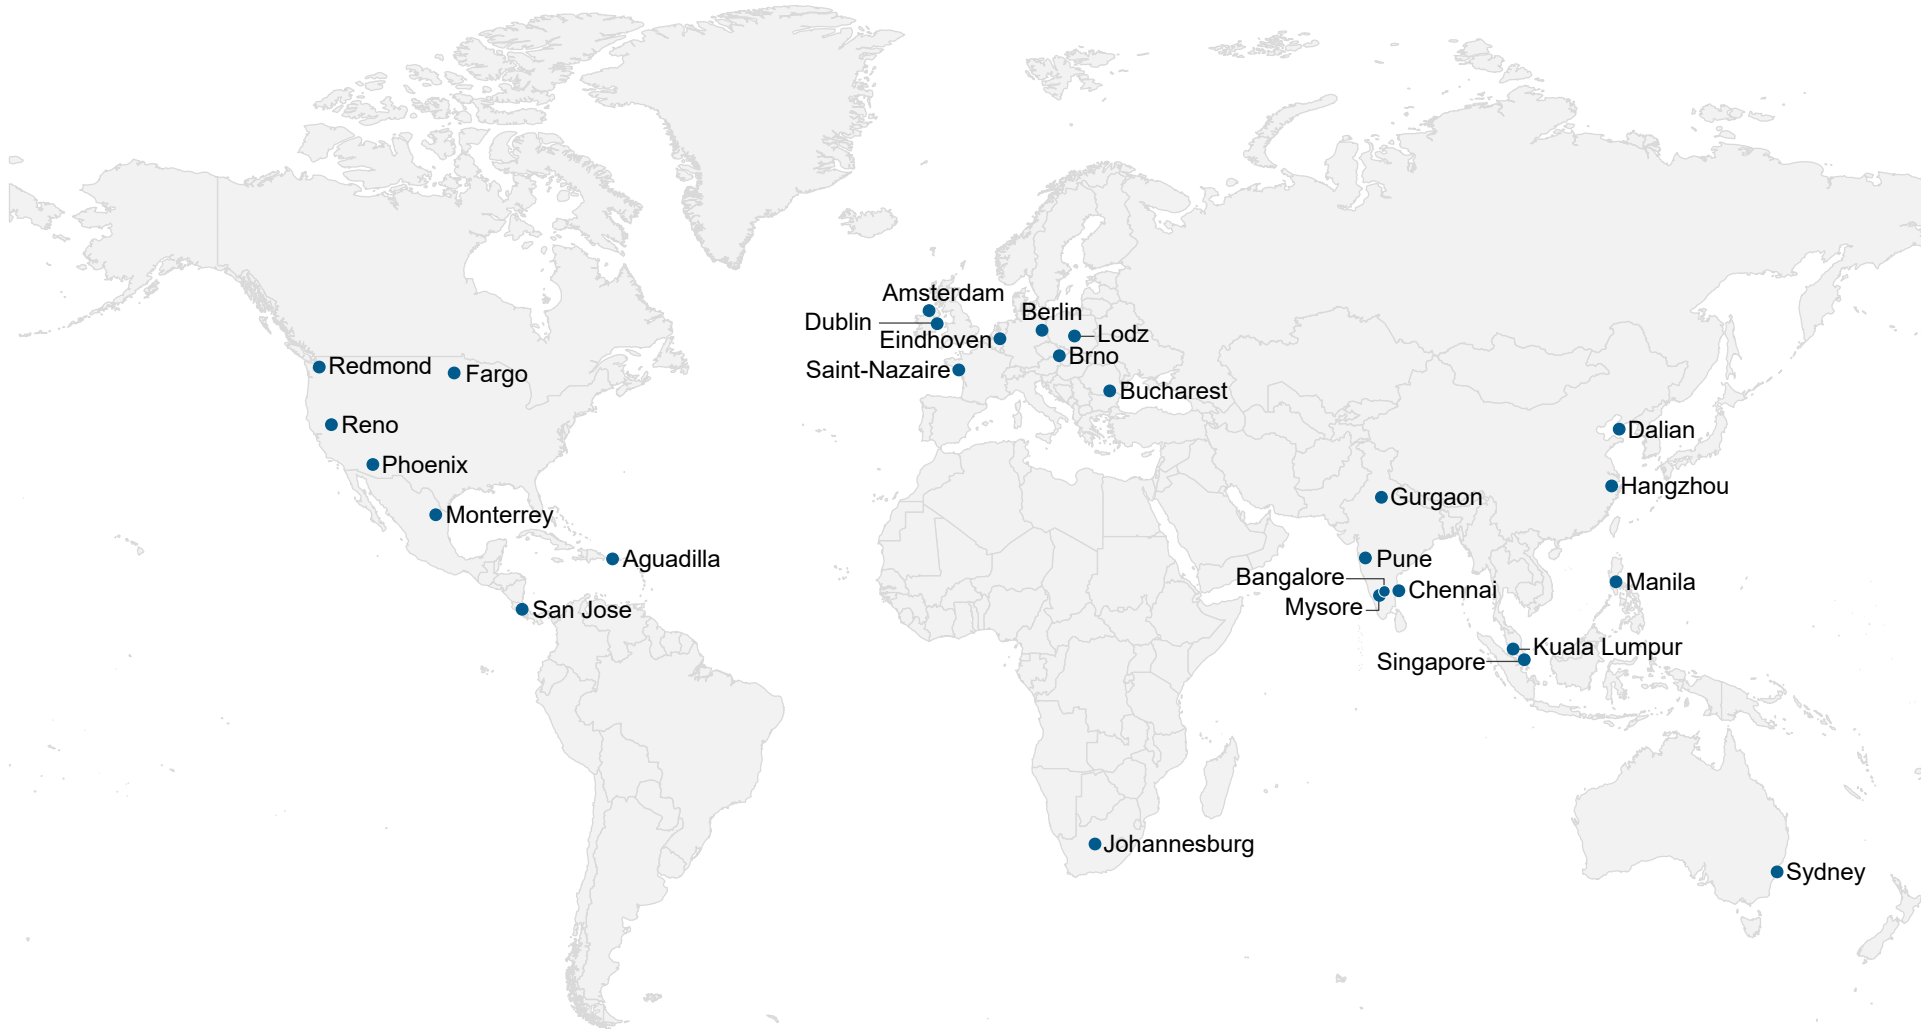 Amsterdam
Berlin
Dublin
Lodz
Eindhoven
Brno
Redmond
Saint-Nazaire
Fargo
Bucharest
Reno
Dalian
Phoenix
Hangzhou
Gurgaon
Monterrey
Aguadilla
Pune
Bangalore
Manila
Chennai
Mysore
San Jose
Kuala Lumpur
Singapore
Johannesburg
Sydney